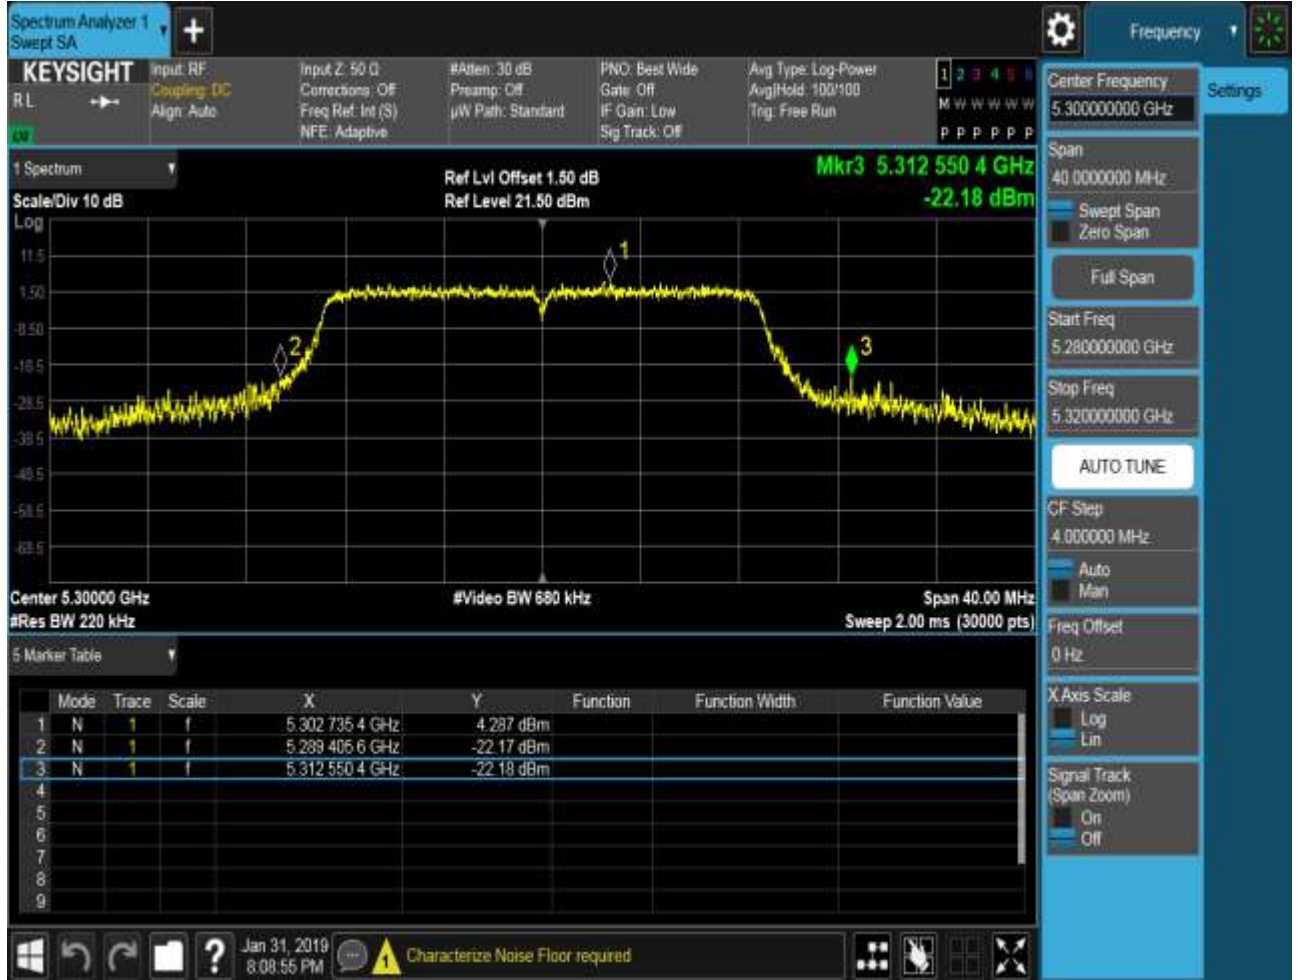 Spectrum Analyzer 1
Swept SA
+
Frequency
KEYSIGHT
RL
Input: RF
Coupling: DC
Align: Auto
Input Z: 50 Ω
Corrections: Off
Freq Ref: Int (S)
NFE: Adaptive
#Atten: 30 dB
Preamp: Off
µW Path: Standard
PNO: Best Wide
Gate: Off
IF Gain: Low
Sig Track: Off
Avg Type: Log-Power
Avg|Hold: 100/100
Trig: Free Run
1 2 3 4 5 6
M W W W W W
P P P P P P
1 Spectrum
Scale/Div 10 dB
Ref Lvl Offset 1.50 dB
Ref Level 21.50 dBm
Mkr3 5.312 550 4 GHz
-22.18 dBm
Log
11.5
1.50
-8.50
-18.5
-28.5
-38.5
-48.5
-58.5
-68.5
1
2
3
Center 5.30000 GHz
#Video BW 680 kHz
Span 40.00 MHz
#Res BW 220 kHz
Sweep 2.00 ms (30000 pts)
5 Marker Table
Mode Trace Scale X Y Function Function Width Function Value
1 N 1 f 5.302 735 4 GHz 4.287 dBm
2 N 1 f 5.289 405 6 GHz -22.17 dBm
3 N 1 f 5.312 550 4 GHz -22.18 dBm
4
5
6
7
8
9
Center Frequency
5.300000000 GHz
Settings
Span
40.0000000 MHz
Swept Span
Zero Span
Full Span
Start Freq
5.280000000 GHz
Stop Freq
5.320000000 GHz
AUTO TUNE
CF Step
4.000000 MHz
Auto
Man
Freq Offset
0 Hz
X Axis Scale
Log
Lin
Signal Track
(Span Zoom)
On
Off
?
Jan 31, 2019
8:08:55 PM
1
Characterize Noise Floor required